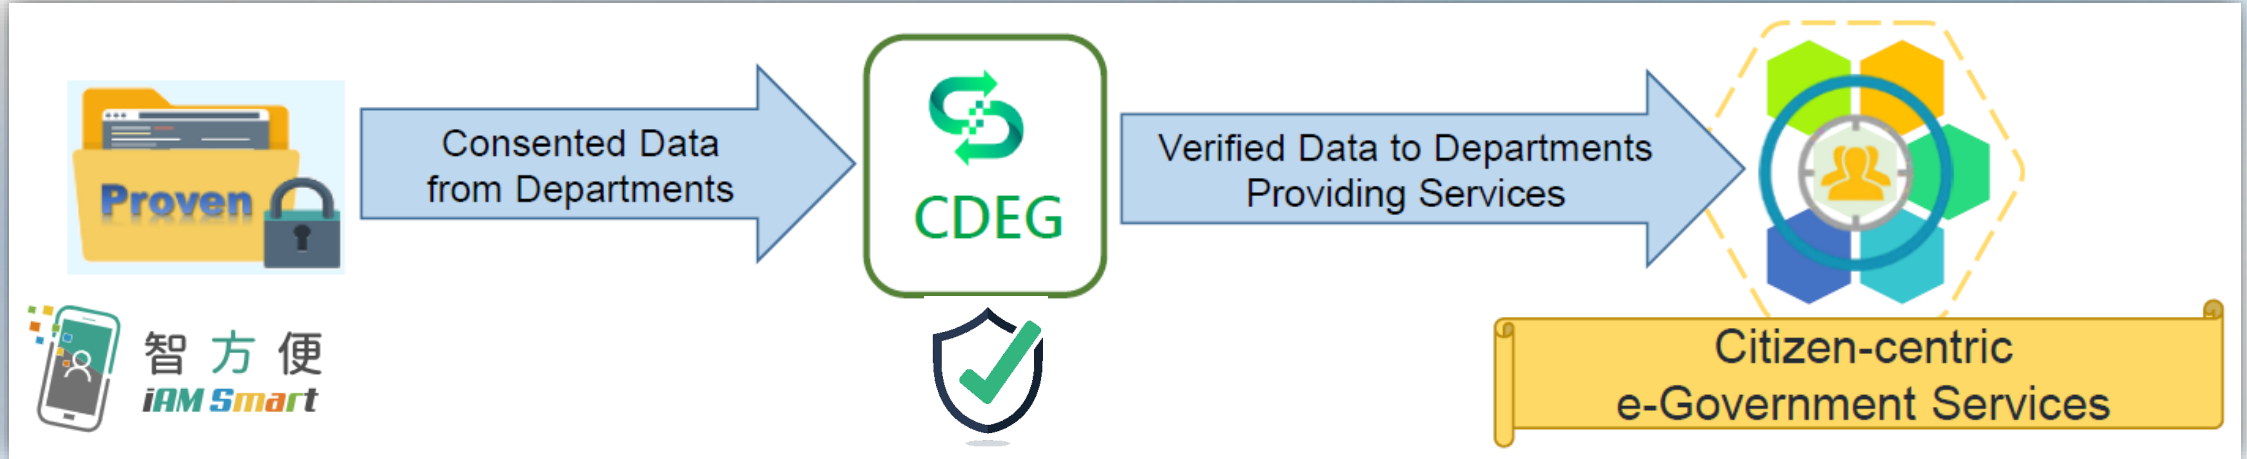 Proven
Consented Data
from Departments
CDEG
Verified Data to Departments
Providing Services
智方便
iAM Smart
Citizen-centric
e-Government Services